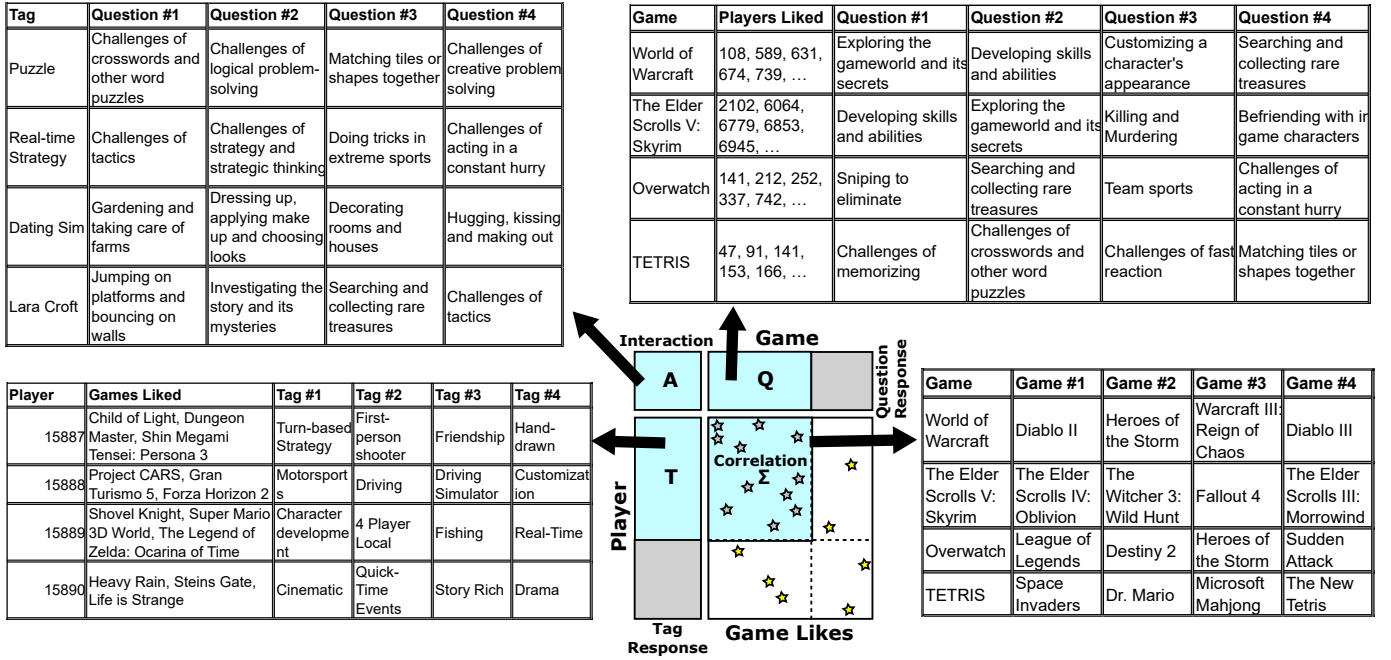 Tag Question #1 Question #2 Question #3 Question #4
Puzzle
Challenges of
crosswords and
other word
puzzles
Challenges of
logical problem-
solving
Matching tiles or
shapes together
Challenges of
creative problem
solving
Real-time
Strategy
Challenges of
tactics
Challenges of
strategy and
strategic thinking
Doing tricks in
extreme sports
Challenges of
acting in a
constant hurry
Dating Sim
Gardening and
taking care of
farms
Dressing up,
applying make
up and choosing
looks
Decorating
rooms and
houses
Hugging, kissing
and making out
Lara Croft
Jumping on
platforms and
bouncing on
walls
Investigating the
story and its
mysteries
Searching and
collecting rare
treasures
Challenges of
tactics
Game Players Liked Question #1 Question #2 Question #3 Question #4
World of
Warcraft
108, 589, 631,
674, 739, …
Exploring the
gameworld and its
secrets
Developing skills
and abilities
Customizing a
character's
appearance
Searching and
collecting rare
treasures
The Elder
Scrolls V:
Skyrim
2102, 6064,
6779, 6853,
6945, …
Developing skills
and abilities
Exploring the
gameworld and its
secrets
Killing and
Murdering
Befriending with in
game characters
Overwatch
141, 212, 252,
337, 742, …
Sniping to
eliminate
Searching and
collecting rare
treasures
Team sports
Challenges of
acting in a
constant hurry
TETRIS
47, 91, 141,
153, 166, …
Challenges of
memorizing
Challenges of
crosswords and
other word
puzzles
Challenges of fast
reaction
Matching tiles or
shapes together
Player Games Liked Tag #1 Tag #2 Tag #3 Tag #4
15887
Child of Light, Dungeon
Master, Shin Megami
Tensei: Persona 3
Turn-based
Strategy
First-
person
shooter
Friendship
Hand-
drawn
15888
Project CARS, Gran
Turismo 5, Forza Horizon 2
Motorsport
s
Driving
Driving
Simulator
Customizat
ion
15889
Shovel Knight, Super Mario
3D World, The Legend of
Zelda: Ocarina of Time
Character
developme
nt
4 Player
Local
Fishing
Real-Time
15890
Heavy Rain, Steins Gate,
Life is Strange
Cinematic
Quick-
Time
Events
Story Rich
Drama
Interaction
Game
A
Q
Question
Response
Correlation
Σ
T
Player
Tag
Response
Game Likes
Game Game #1 Game #2 Game #3 Game #4
World of
Warcraft
Diablo II
Heroes of
the Storm
Warcraft III:
Reign of
Chaos
Diablo III
The Elder
Scrolls V:
Skyrim
The Elder
Scrolls IV:
Oblivion
The
Witcher 3:
Wild Hunt
Fallout 4
The Elder
Scrolls III:
Morrowind
Overwatch
League of
Legends
Destiny 2
Heroes of
the Storm
Sudden
Attack
TETRIS
Space
Invaders
Dr. Mario
Microsoft
Mahjong
The New
Tetris